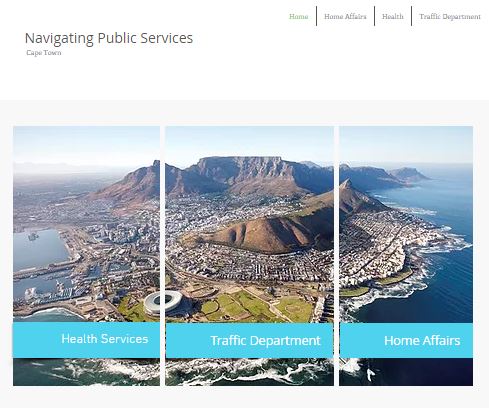 Home
Home Affairs
Health
Traffic Department
Navigating Public Services
Cape Town
Health Services
Traffic Department
Home Affairs